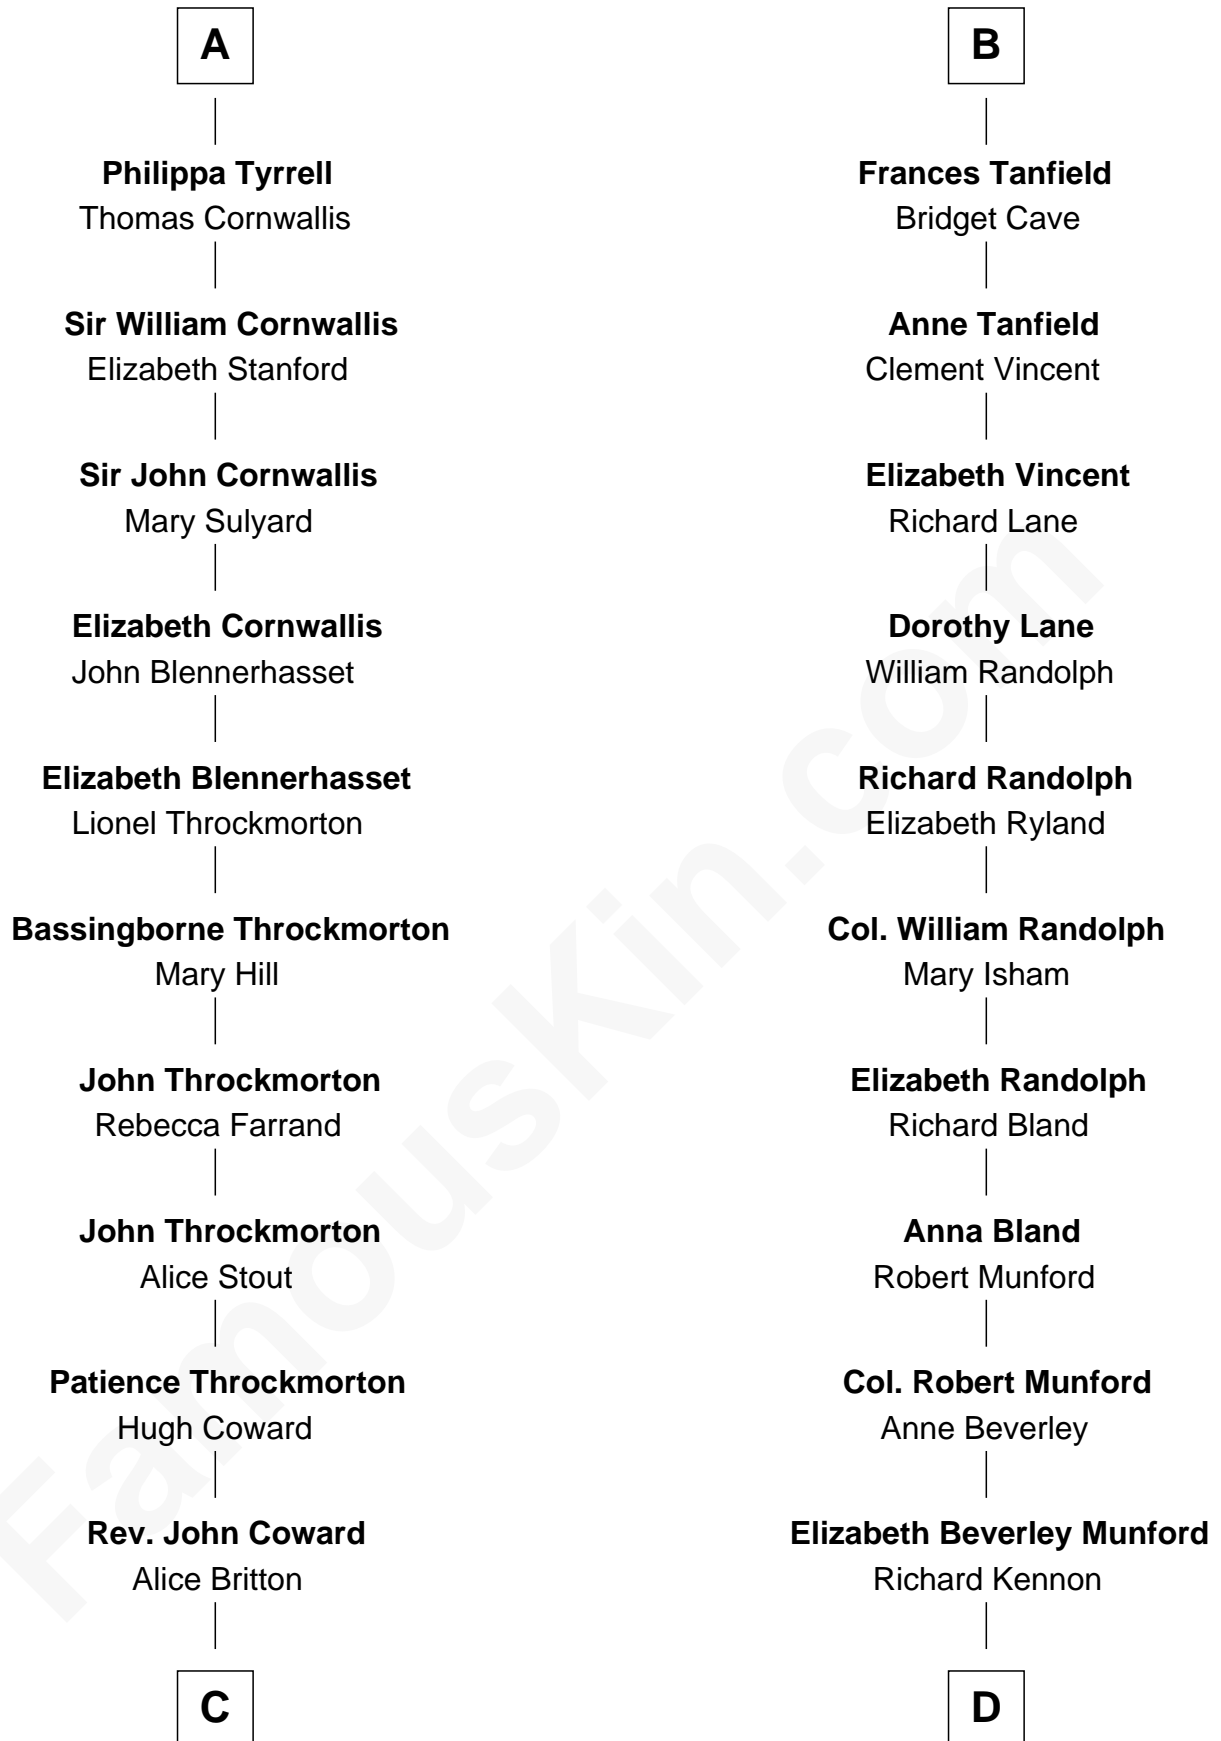 A
Philippa Tyrrell
Thomas Cornwallis
Sir William Cornwallis
Elizabeth Stanford
Sir John Cornwallis
Mary Sulyard
Elizabeth Cornwallis
John Blennerhasset
Elizabeth Blennerhasset
Lionel Throckmorton
Bassingborne Throckmorton
Mary Hill
John Throckmorton
Rebecca Farrand
John Throckmorton
Alice Stout
Patience Throckmorton
Hugh Coward
Rev. John Coward
Alice Britton
C
B
Frances Tanfield
Bridget Cave
Anne Tanfield
Clement Vincent
Elizabeth Vincent
Richard Lane
Dorothy Lane
William Randolph
Richard Randolph
Elizabeth Ryland
Col. William Randolph
Mary Isham
Elizabeth Randolph
Richard Bland
Anna Bland
Robert Munford
Col. Robert Munford
Anne Beverley
Elizabeth Beverley Munford
Richard Kennon
D
FamousKin.com